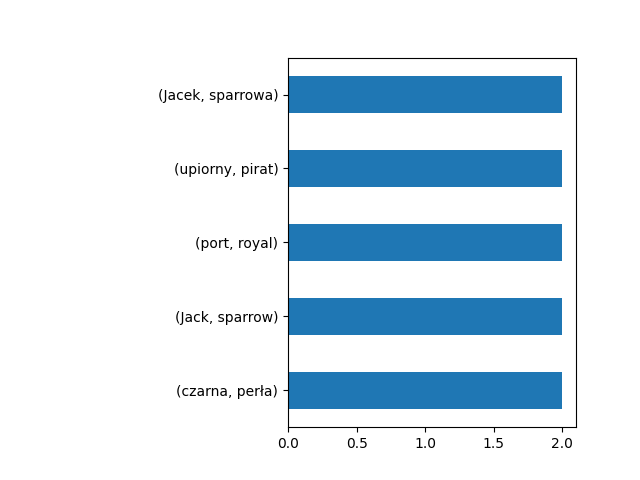 (Jacek, sparrowa)
(upiorny, pirat)
(port, royal)
(Jack, sparrow)
(czarna, perła)
0.0 0.5 1.0 1.5 2.0